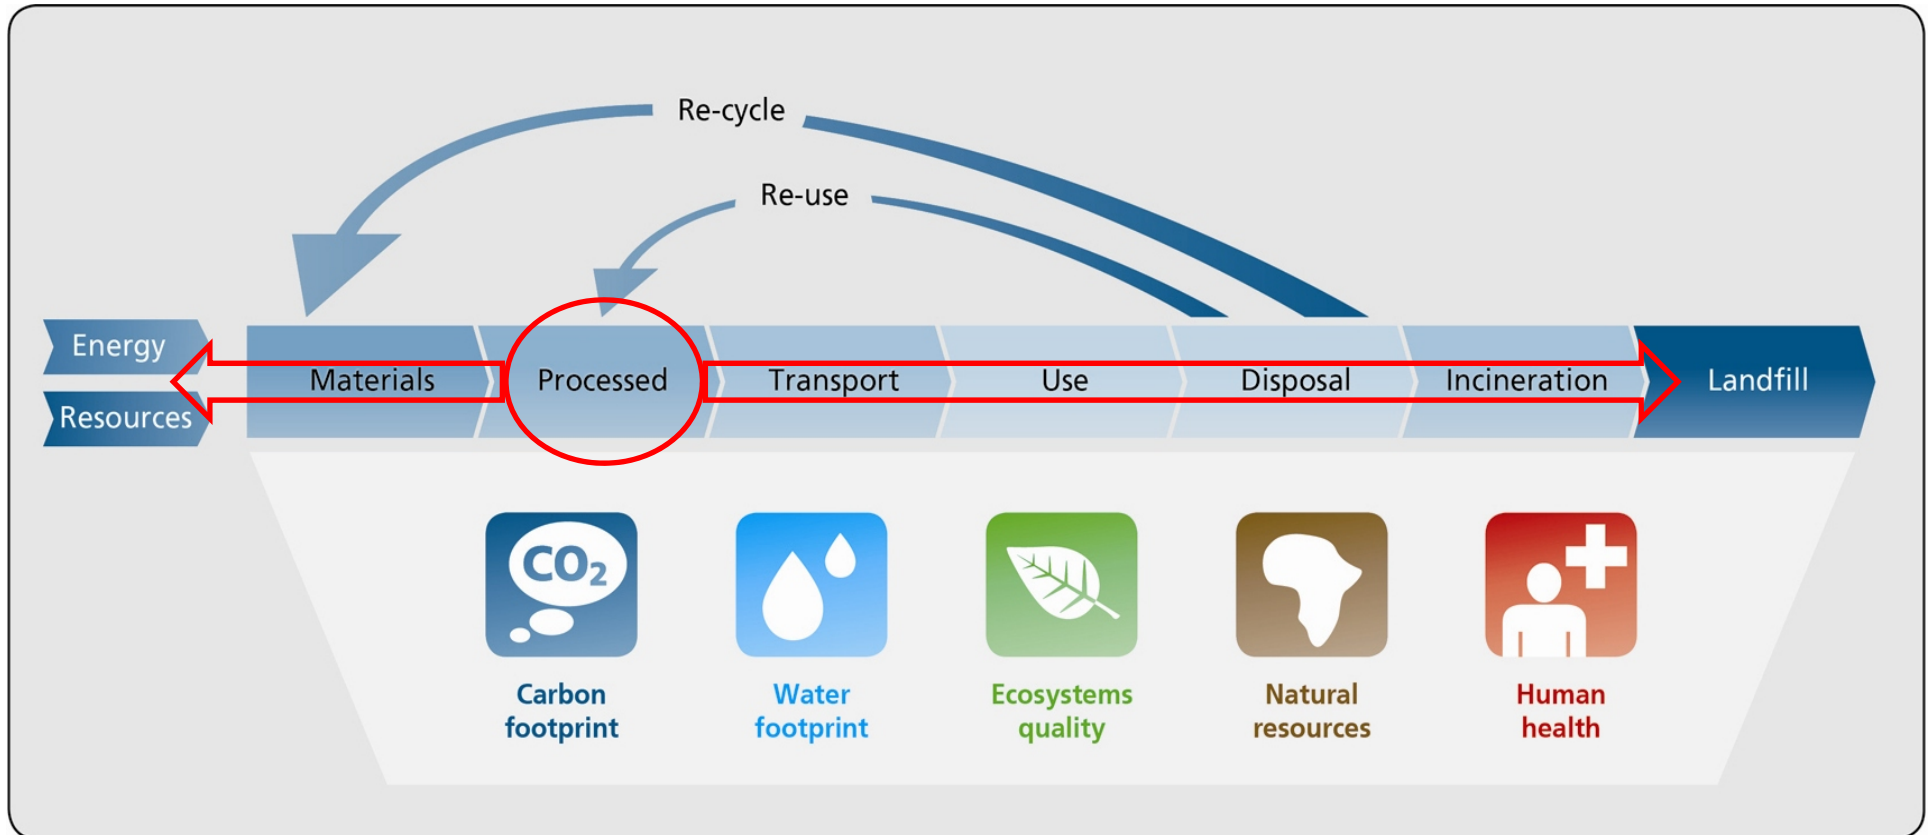 Re-cycle
Re-use
Energy
Resources
Materials
Processed
Transport
Use
Disposal
Incineration
Landfill
CO₂
Carbon
footprint
Water
footprint
Ecosystems
quality
Natural
resources
Human
health